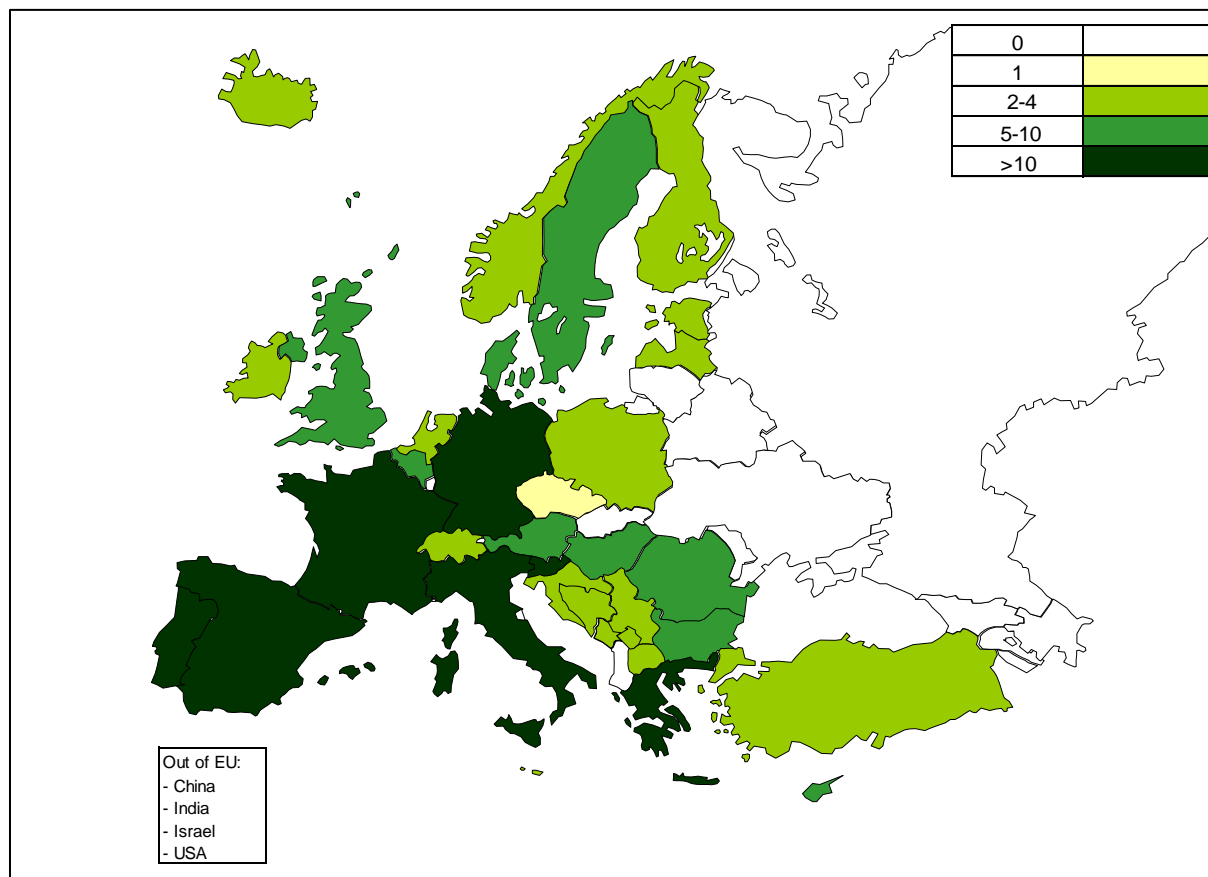 0
1
2-4
5-10
>10
Out of EU:
- China
- India
- Israel
- USA